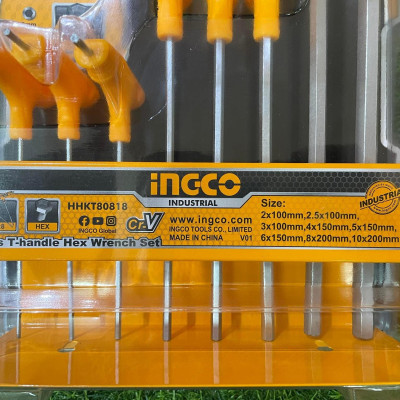 INGCO
INDUSTRIAL
HHKT80818
HEX
INGCO Global
Cr-V
s T-handle Hex Wrench Set
www.ingco.com
INGCO TOOLS CO., LIMITED
MADE IN CHINA V01
Size:
2x100mm,2.5x100mm,
3x100mm,4x150mm,5x150mm,
6x150mm,8x200mm,10x200mm
INDUSTRIAL